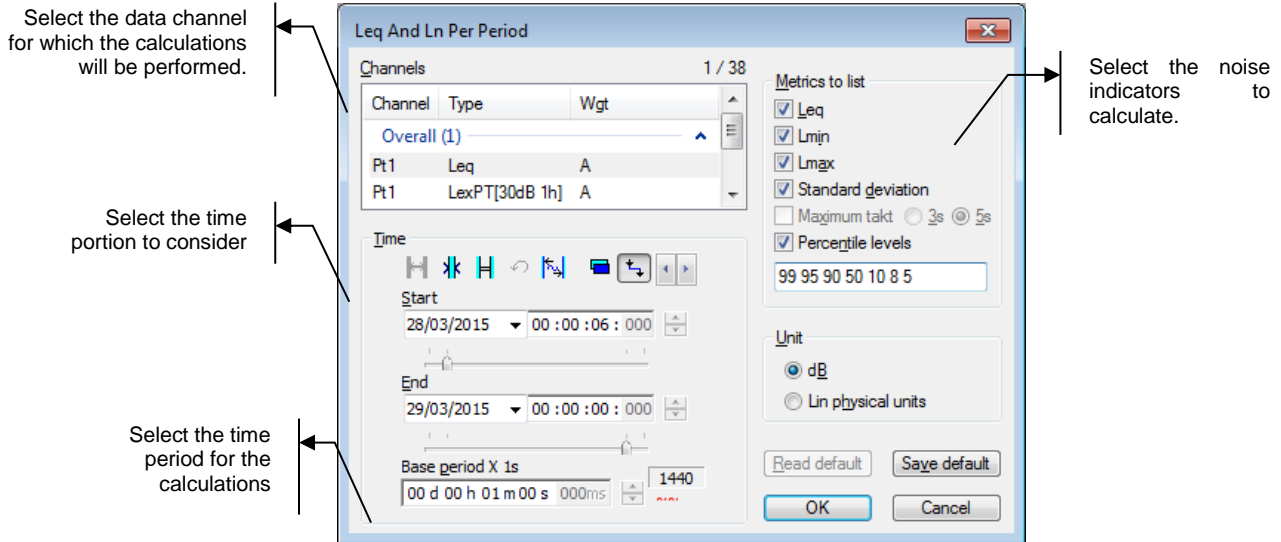 Select the data channel
for which the calculations
will be performed.
Select the time
portion to consider
Select the time
period for the
calculations
Leq And Ln Per Period
Channels 1 / 38
Channel Type Wgt
Overall (1)
Pt1 Leq A
Pt1 LexPT[30dB 1h] A
Time
Start
28/03/2015 00 :00 :06 : 000
End
29/03/2015 00 :00 :00 : 000
Base period X 1s
00 d 00 h 01 m 00 s 000ms
1440
Metrics to list
Leq
Lmin
Lmax
Standard deviation
Maximum takt 3s 5s
Percentile levels
99 95 90 50 10 8 5
Unit
dB
Lin physical units
Read default Save default
OK Cancel
Select the noise
indicators to
calculate.